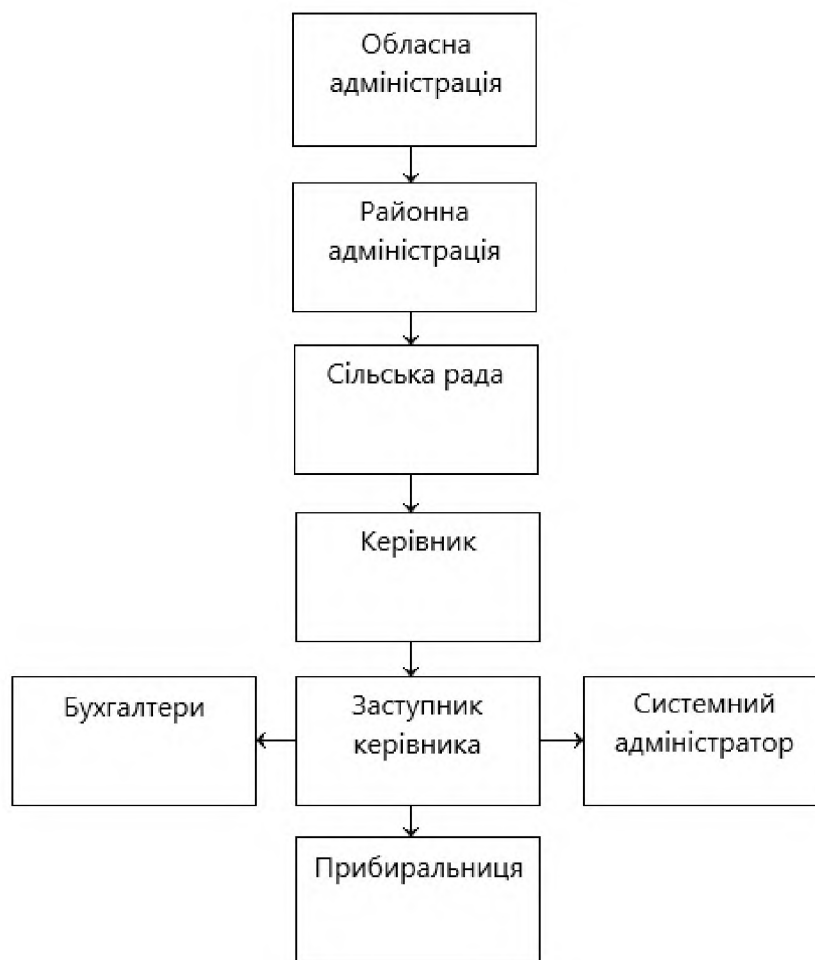 Обласна
адміністрація
Районна
адміністрація
Сільська рада
Керівник
Бухгалтери
Заступник
керівника
Системний
адміністратор
Прибиральниця